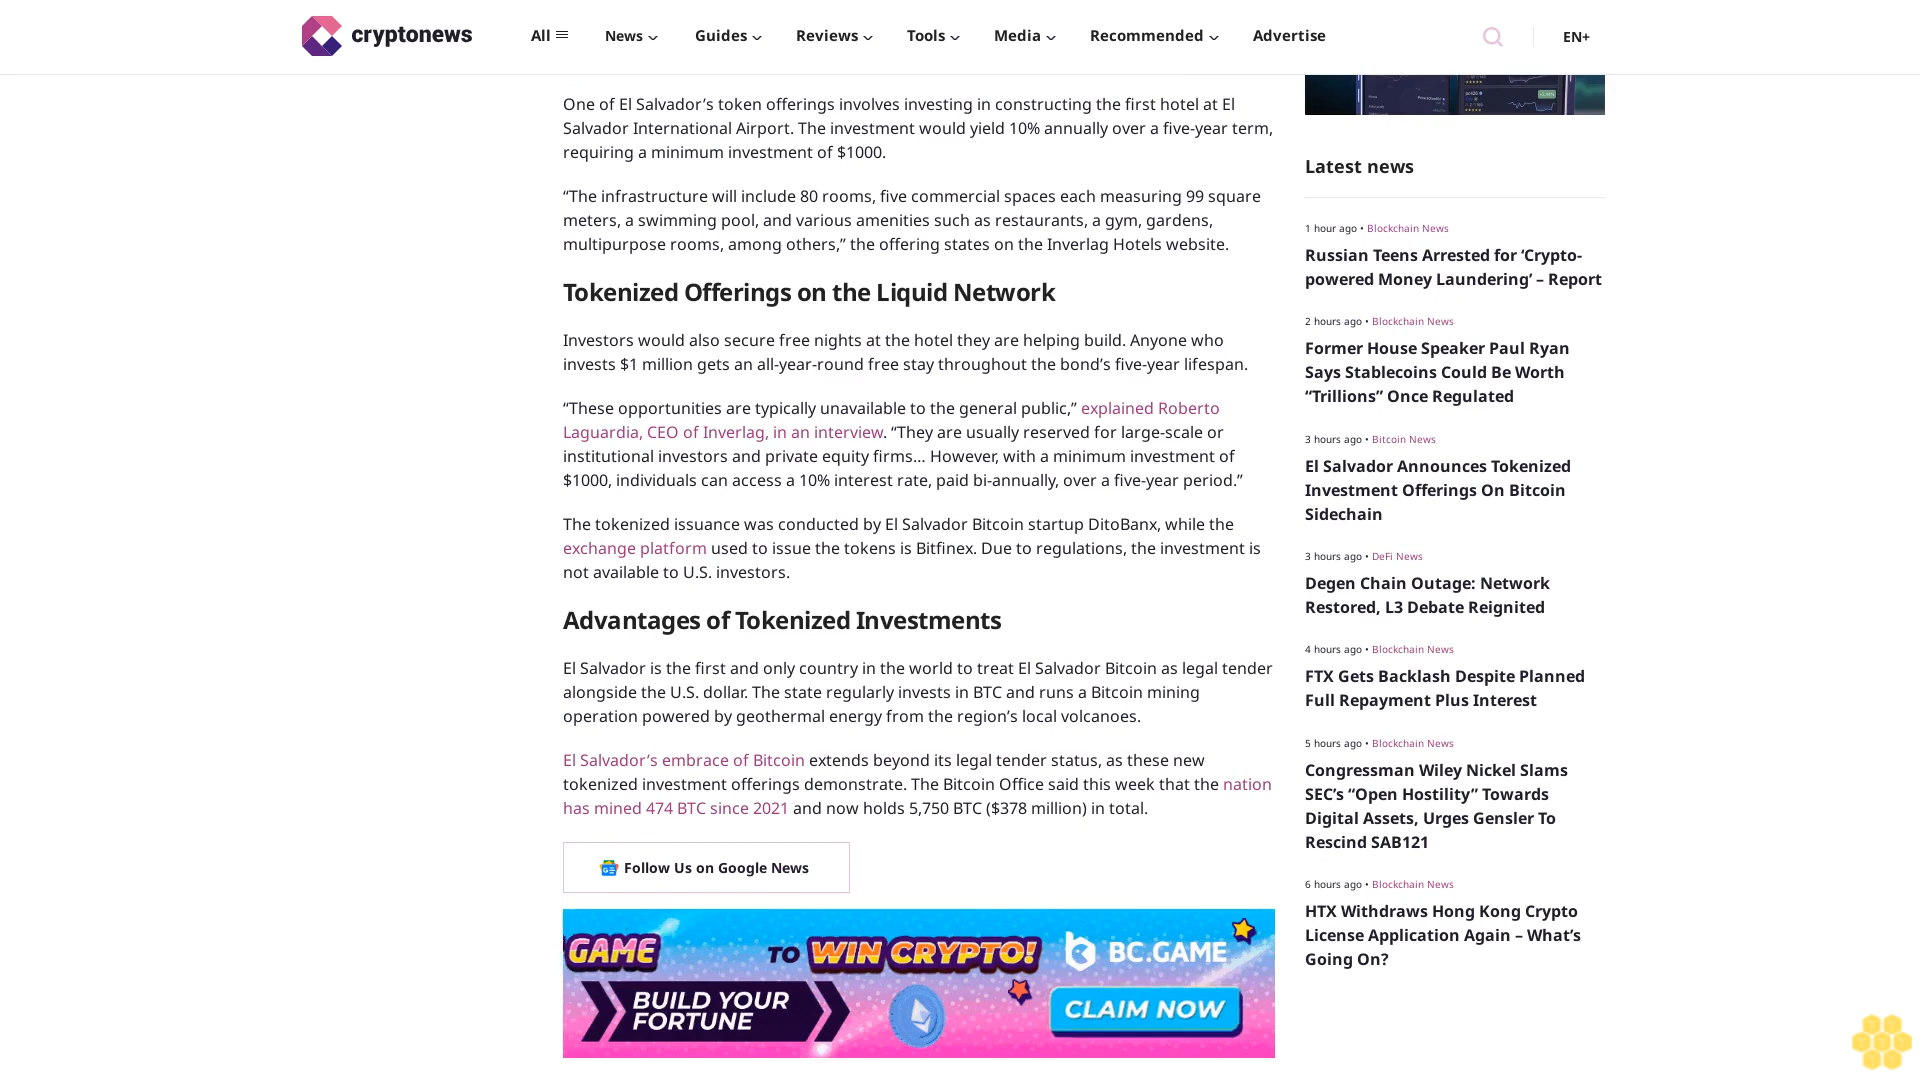 cryptonews
All
News
Guides
Reviews
Tools
Media
Recommended
Advertise
EN+
One of El Salvador’s token offerings involves investing in constructing the first hotel at El
Salvador International Airport. The investment would yield 10% annually over a five-year term,
requiring a minimum investment of $1000.
“The infrastructure will include 80 rooms, five commercial spaces each measuring 99 square
meters, a swimming pool, and various amenities such as restaurants, a gym, gardens,
multipurpose rooms, among others,” the offering states on the Inverlag Hotels website.
Tokenized Offerings on the Liquid Network
Investors would also secure free nights at the hotel they are helping build. Anyone who
invests $1 million gets an all-year-round free stay throughout the bond’s five-year lifespan.
“These opportunities are typically unavailable to the general public,” explained Roberto
Laguardia, CEO of Inverlag, in an interview. “They are usually reserved for large-scale or
institutional investors and private equity firms… However, with a minimum investment of
$1000, individuals can access a 10% interest rate, paid bi-annually, over a five-year period.”
The tokenized issuance was conducted by El Salvador Bitcoin startup DitoBanx, while the
exchange platform used to issue the tokens is Bitfinex. Due to regulations, the investment is
not available to U.S. investors.
Advantages of Tokenized Investments
El Salvador is the first and only country in the world to treat El Salvador Bitcoin as legal tender
alongside the U.S. dollar. The state regularly invests in BTC and runs a Bitcoin mining
operation powered by geothermal energy from the region’s local volcanoes.
El Salvador’s embrace of Bitcoin extends beyond its legal tender status, as these new
tokenized investment offerings demonstrate. The Bitcoin Office said this week that the nation
has mined 474 BTC since 2021 and now holds 5,750 BTC ($378 million) in total.
Follow Us on Google News
GAME TO WIN CRYPTO! BC.GAME
BUILD YOUR
FORTUNE
CLAIM NOW
Latest news
1 hour ago • Blockchain News
Russian Teens Arrested for ‘Crypto-
powered Money Laundering’ – Report
2 hours ago • Blockchain News
Former House Speaker Paul Ryan
Says Stablecoins Could Be Worth
“Trillions” Once Regulated
3 hours ago • Bitcoin News
El Salvador Announces Tokenized
Investment Offerings On Bitcoin
Sidechain
3 hours ago • DeFi News
Degen Chain Outage: Network
Restored, L3 Debate Reignited
4 hours ago • Blockchain News
FTX Gets Backlash Despite Planned
Full Repayment Plus Interest
5 hours ago • Blockchain News
Congressman Wiley Nickel Slams
SEC’s “Open Hostility” Towards
Digital Assets, Urges Gensler To
Rescind SAB121
6 hours ago • Blockchain News
HTX Withdraws Hong Kong Crypto
License Application Again – What’s
Going On?